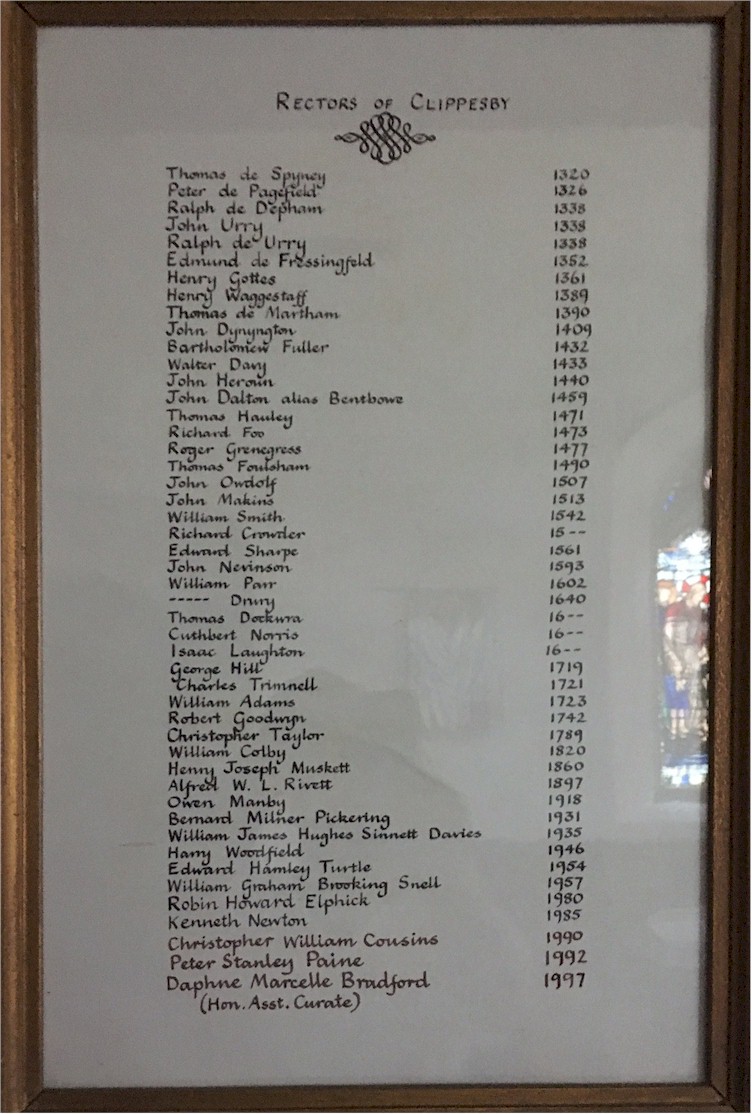 RECTORS OF CLIPPESBY
Thomas de Spyney 1320
Peter de Pagefield 1326
Ralph de Depham 1338
John Urry 1338
Ralph de Urry 1338
Edmund de Fressingfeld 1352
Henry Gottes 1361
Henry Waggestaff 1389
Thomas de Martham 1390
John Dynyngton 1409
Bartholomew Fuller 1432
Walter Davy 1433
John Heroun 1440
John Dalton alias Bentbowe 1459
Thomas Hauley 1471
Richard Foo 1473
Roger Grenegress 1477
Thomas Foulsham 1490
John Owdolf 1507
John Makins 1513
William Smith 1542
Richard Crowder 15--
Edward Sharpe 1561
John Nevinson 1593
William Parr 1602
----- Drury 1640
Thomas Dockwra 16--
Cuthbert Norris 16--
Isaac Laughton 16--
George Hill 1719
Charles Trimnell 1721
William Adams 1723
Robert Goodwyn 1742
Christopher Taylor 1789
William Colby 1820
Henry Joseph Muskett 1860
Alfred W. L. Rivett 1897
Owen Manby 1918
Bernard Milner Pickering 1931
William James Hughes Sinnett Davies 1935
Harry Woodfield 1946
Edward Hamley Turtle 1954
William Graham Brooking Snell 1957
Robin Howard Elphick 1980
Kenneth Newton 1985
Christopher William Cousins 1990
Peter Stanley Paine 1992
Daphne Marcelle Bradford 1997
(Hon. Asst. Curate)